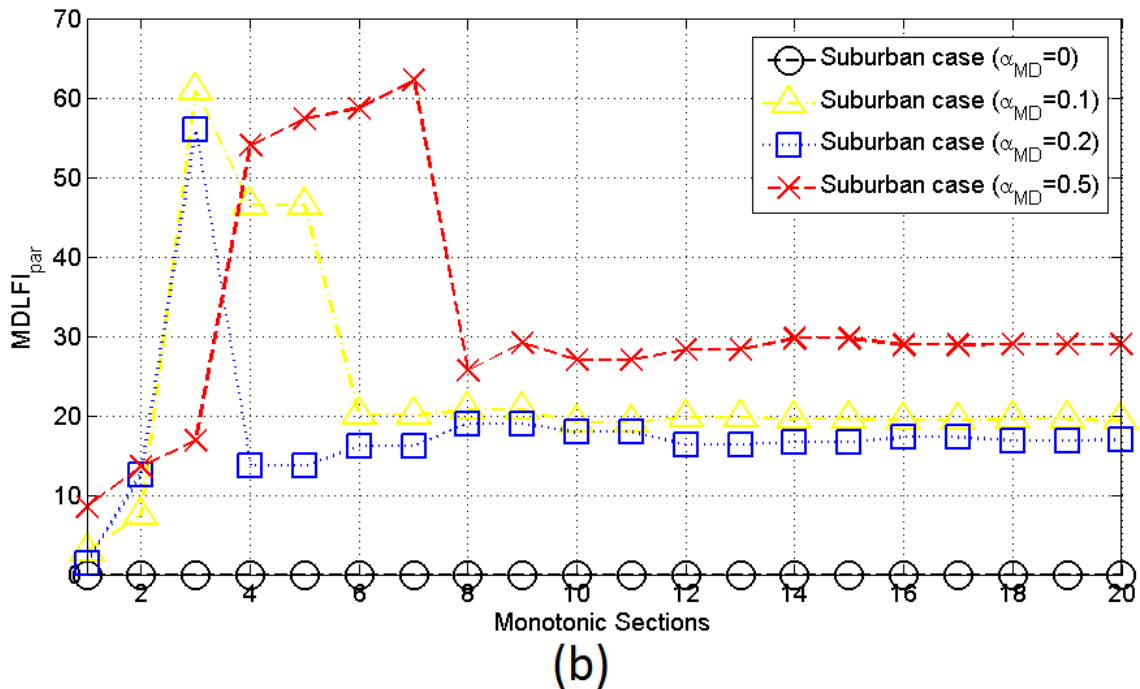 70
60
50
40
30
20
10
0
MDLFIpar
Suburban case (αMD=0)
Suburban case (αMD=0.1)
Suburban case (αMD=0.2)
Suburban case (αMD=0.5)
2 4 6 8 10 12 14 16 18 20
Monotonic Sections
(b)